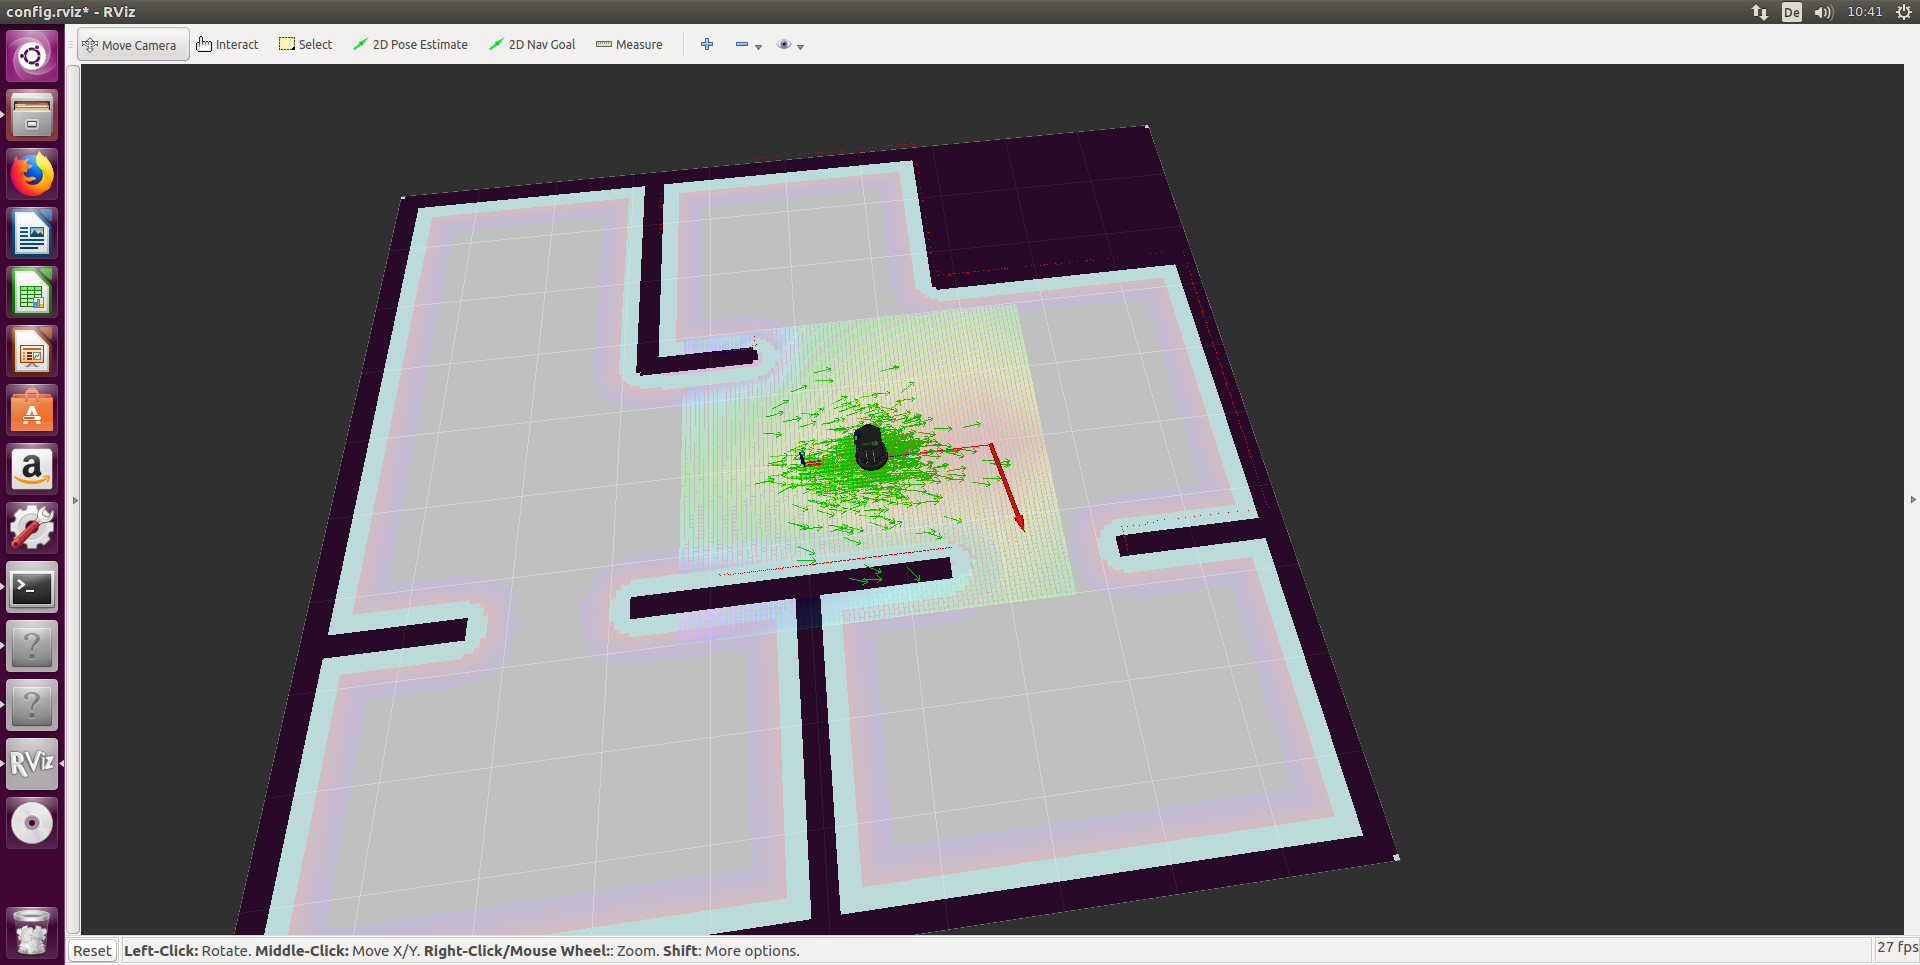 config.rviz* - RViz
De
10:41
Move Camera
Interact
Select
2D Pose Estimate
2D Nav Goal
Measure
a
>_
?
?
RViz
Reset
Left-Click: Rotate. Middle-Click: Move X/Y. Right-Click/Mouse Wheel:: Zoom. Shift: More options.
27 fps